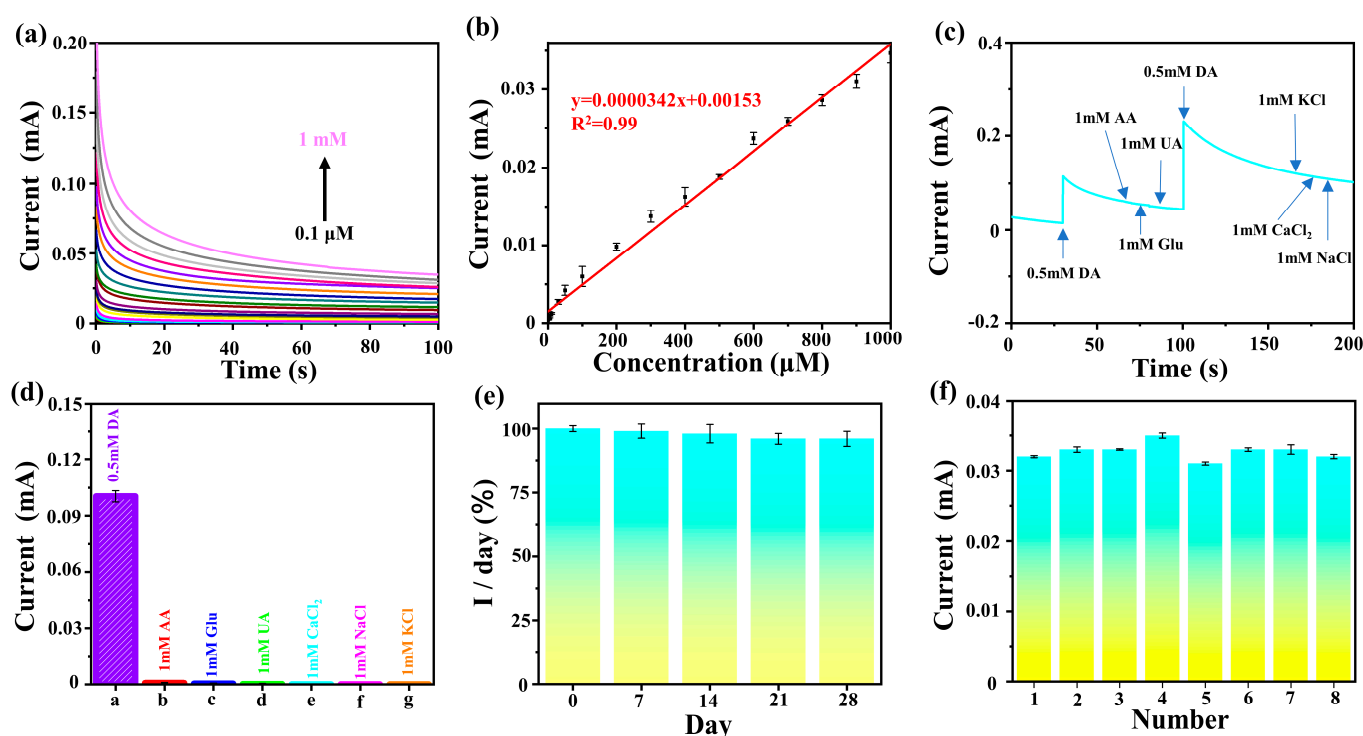 (a)
Current (mA)
0.20
0.15
0.10
0.05
0
1 mM
0.1 μM
0 20 40 60 80 100
Time (s)
(b)
Current (mA)
0.03
0.02
0.01
0
y=0.0000342x+0.00153
R²=0.99
0 200 400 600 800 1000
Concentration (μM)
(c)
Current (mA)
0.4
0.2
0
-0.2
0.5mM DA
1mM AA
1mM UA
1mM KCl
1mM Glu
0.5mM DA
1mM CaCl₂
1mM NaCl
0 50 100 150 200
Time (s)
(d)
Current (mA)
0.15
0.12
0.09
0.06
0.03
0
0.5mM DA
1mM AA
1mM Glu
1mM UA
1mM CaCl₂
1mM NaCl
1mM KCl
a b c d e f g
(e)
I / day (%)
100
75
50
25
0
0 7 14 21 28
Day
(f)
Current (mA)
0.04
0.03
0.02
0.01
0
1 2 3 4 5 6 7 8
Number